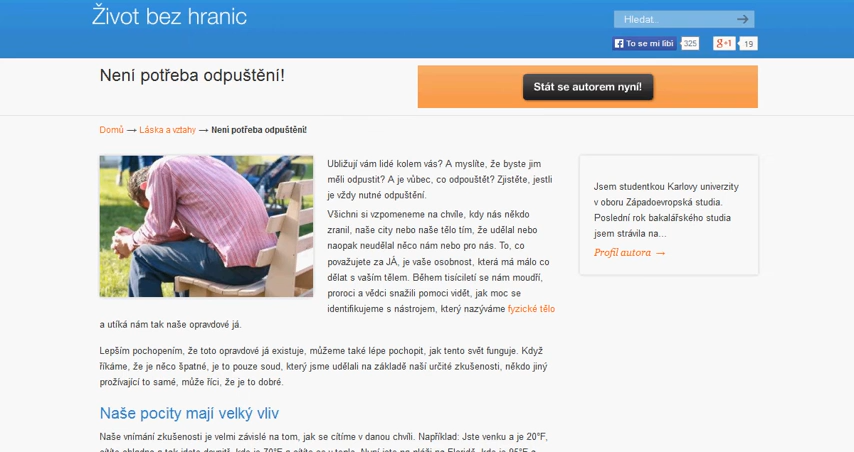 Život bez hranic
Hledat..
To se mi líbí 325
g+1 19
Není potřeba odpuštění!
Stát se autorem nyní!
Domů → Láska a vztahy → Není potřeba odpuštění!
Ubližují vám lidé kolem vás? A myslíte, že byste jim
měli odpustit? A je vůbec, co odpouštět? Zjistěte, jestli
je vždy nutné odpuštění.
Všichni si vzpomeneme na chvíle, kdy nás někdo
zranil, naše city nebo naše tělo tím, že udělal nebo
naopak neudělal něco nám nebo pro nás. To, co
považujete za JÁ, je vaše osobnost, která má málo co
dělat s vaším tělem. Během tisíciletí se nám moudří,
proroci a vědci snažili pomoci vidět, jak moc se
identifikujeme s nástrojem, který nazýváme fyzické tělo
a utíká nám tak naše opravdové já.
Lepším pochopením, že toto opravdové já existuje, můžeme také lépe pochopit, jak tento svět funguje. Když
říkáme, že je něco špatné, je to pouze soud, který jsme udělali na základě naší určité zkušenosti, někdo jiný
prožívající to samé, může říci, že je to dobré.
Naše pocity mají velký vliv
Naše vnímání zkušenosti je velmi závislé na tom, jak se cítíme v danou chvíli. Například: Jste venku a je 20°F,
Jsem studentkou Karlovy univerzity
v oboru Západoevropská studia.
Poslední rok bakalářského studia
jsem strávila na…
Profil autora →